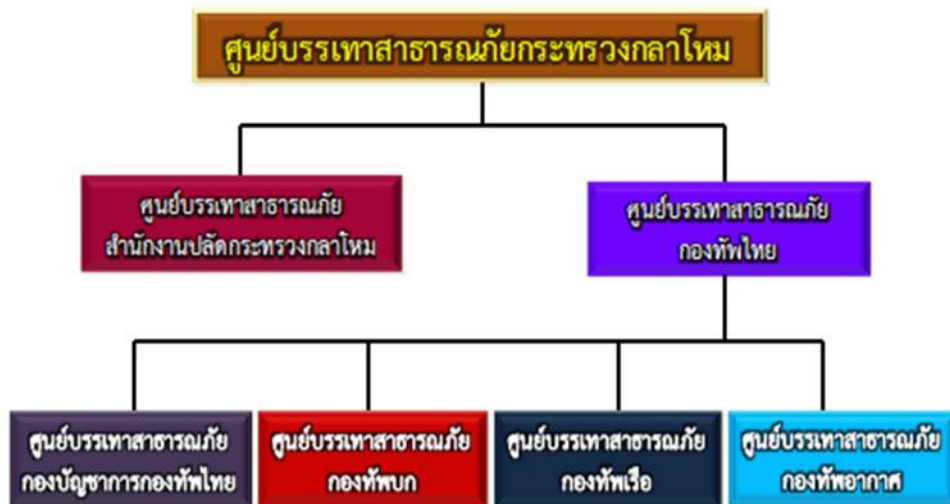 ศูนย์บรรเทาสาธารณภัยกระทรวงกลาโหม
ศูนย์บรรเทาสาธารณภัย
สำนักงานปลัดกระทรวงกลาโหม
ศูนย์บรรเทาสาธารณภัย
กองทัพไทย
ศูนย์บรรเทาสาธารณภัย
กองบัญชาการกองทัพไทย
ศูนย์บรรเทาสาธารณภัย
กองทัพบก
ศูนย์บรรเทาสาธารณภัย
กองทัพเรือ
ศูนย์บรรเทาสาธารณภัย
กองทัพอากาศ